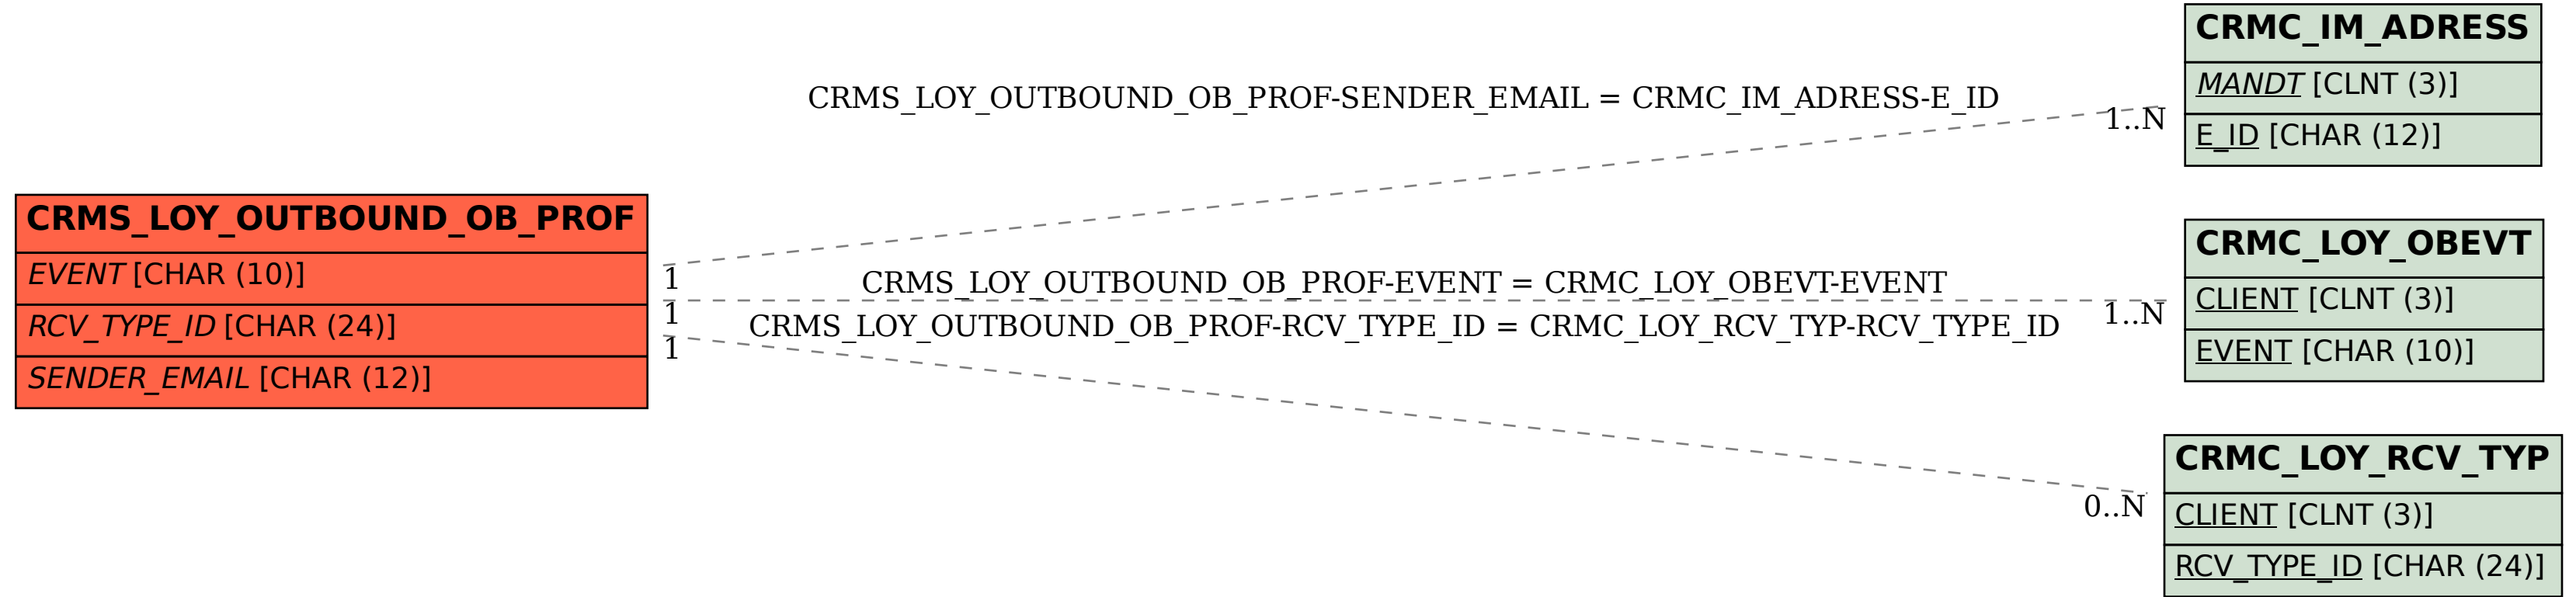 CRMS_LOY_OUTBOUND_OB_PROF
EVENT [CHAR (10)]
RCV_TYPE_ID [CHAR (24)]
SENDER_EMAIL [CHAR (12)]
CRMS_LOY_OUTBOUND_OB_PROF-SENDER_EMAIL = CRMC_IM_ADRESS-E_ID
1
1..N
CRMS_LOY_OUTBOUND_OB_PROF-EVENT = CRMC_LOY_OBEVT-EVENT
1
1..N
CRMS_LOY_OUTBOUND_OB_PROF-RCV_TYPE_ID = CRMC_LOY_RCV_TYP-RCV_TYPE_ID
1
0..N
CRMC_IM_ADRESS
MANDT [CLNT (3)]
E_ID [CHAR (12)]
CRMC_LOY_OBEVT
CLIENT [CLNT (3)]
EVENT [CHAR (10)]
CRMC_LOY_RCV_TYP
CLIENT [CLNT (3)]
RCV_TYPE_ID [CHAR (24)]